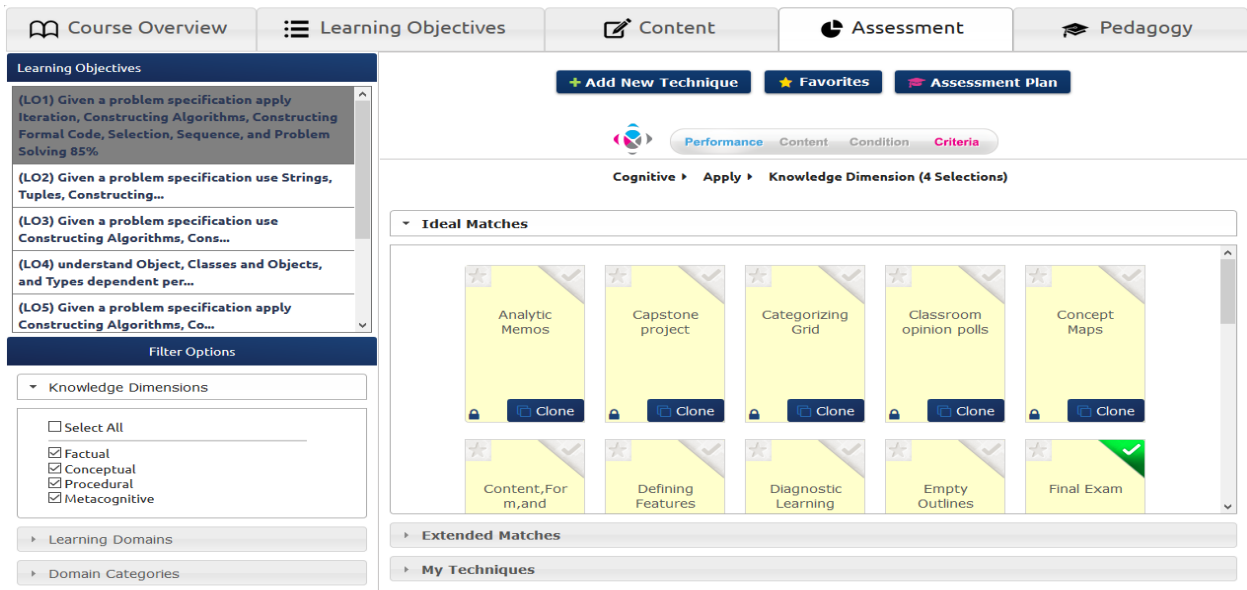 Course Overview
Learning Objectives
Content
Assessment
Pedagogy
Learning Objectives
(LO1) Given a problem specification apply
Iteration, Constructing Algorithms, Constructing
Formal Code, Selection, Sequence, and Problem
Solving 85%
(LO2) Given a problem specification use Strings,
Tuples, Constructing...
(LO3) Given a problem specification use
Constructing Algorithms, Cons...
(LO4) understand Object, Classes and Objects,
and Types dependent per...
(LO5) Given a problem specification apply
Constructing Algorithms, Co...
Filter Options
Knowledge Dimensions
Select All
Factual
Conceptual
Procedural
Metacognitive
Learning Domains
Domain Categories
+ Add New Technique
Favorites
Assessment Plan
Performance Content Condition Criteria
Cognitive Apply Knowledge Dimension (4 Selections)
Ideal Matches
Analytic
Memos
Clone
Capstone
project
Clone
Categorizing
Grid
Clone
Classroom
opinion polls
Clone
Concept
Maps
Clone
Content,For
m,and
Defining
Features
Diagnostic
Learning
Empty
Outlines
Final Exam
Extended Matches
My Techniques